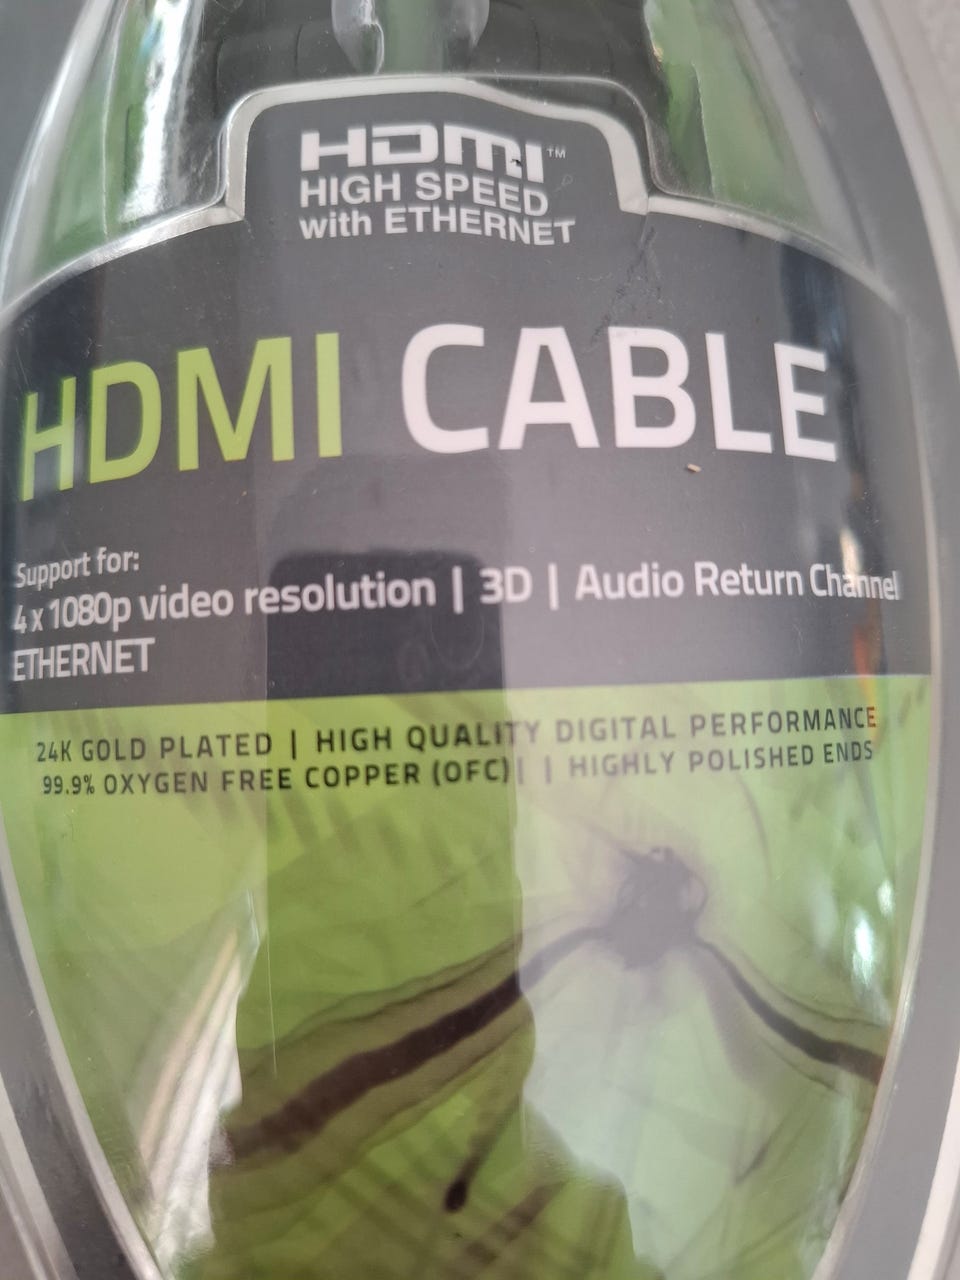 HDMI™
HIGH SPEED
with ETHERNET
HDMI CABLE
Support for:
4 x 1080p video resolution | 3D | Audio Return Channel
ETHERNET
24K GOLD PLATED | HIGH QUALITY DIGITAL PERFORMANCE
99.9% OXYGEN FREE COPPER (OFC) | | HIGHLY POLISHED ENDS